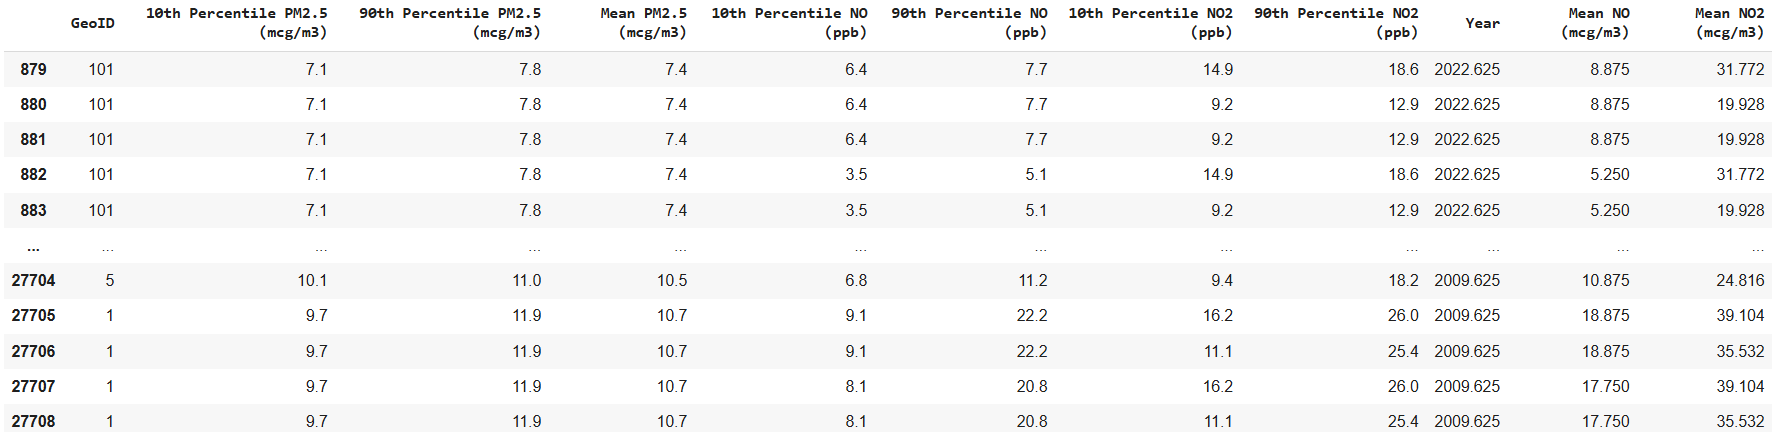 GeoID 10th Percentile PM2.5 (mcg/m3) 90th Percentile PM2.5 (mcg/m3) Mean PM2.5 (mcg/m3) 10th Percentile NO (ppb) 90th Percentile NO (ppb) 10th Percentile NO2 (ppb) 90th Percentile NO2 (ppb) Year Mean NO (mcg/m3) Mean NO2 (mcg/m3)
879 101 7.1 7.8 7.4 6.4 7.7 14.9 18.6 2022.625 8.875 31.772
880 101 7.1 7.8 7.4 6.4 7.7 9.2 12.9 2022.625 8.875 19.928
881 101 7.1 7.8 7.4 6.4 7.7 9.2 12.9 2022.625 8.875 19.928
882 101 7.1 7.8 7.4 3.5 5.1 14.9 18.6 2022.625 5.250 31.772
883 101 7.1 7.8 7.4 3.5 5.1 9.2 12.9 2022.625 5.250 19.928
... ... ... ... ... ... ... ... ... ... ... ...
27704 5 10.1 11.0 10.5 6.8 11.2 9.4 18.2 2009.625 10.875 24.816
27705 1 9.7 11.9 10.7 9.1 22.2 16.2 26.0 2009.625 18.875 39.104
27706 1 9.7 11.9 10.7 9.1 22.2 11.1 25.4 2009.625 18.875 35.532
27707 1 9.7 11.9 10.7 8.1 20.8 16.2 26.0 2009.625 17.750 39.104
27708 1 9.7 11.9 10.7 8.1 20.8 11.1 25.4 2009.625 17.750 35.532